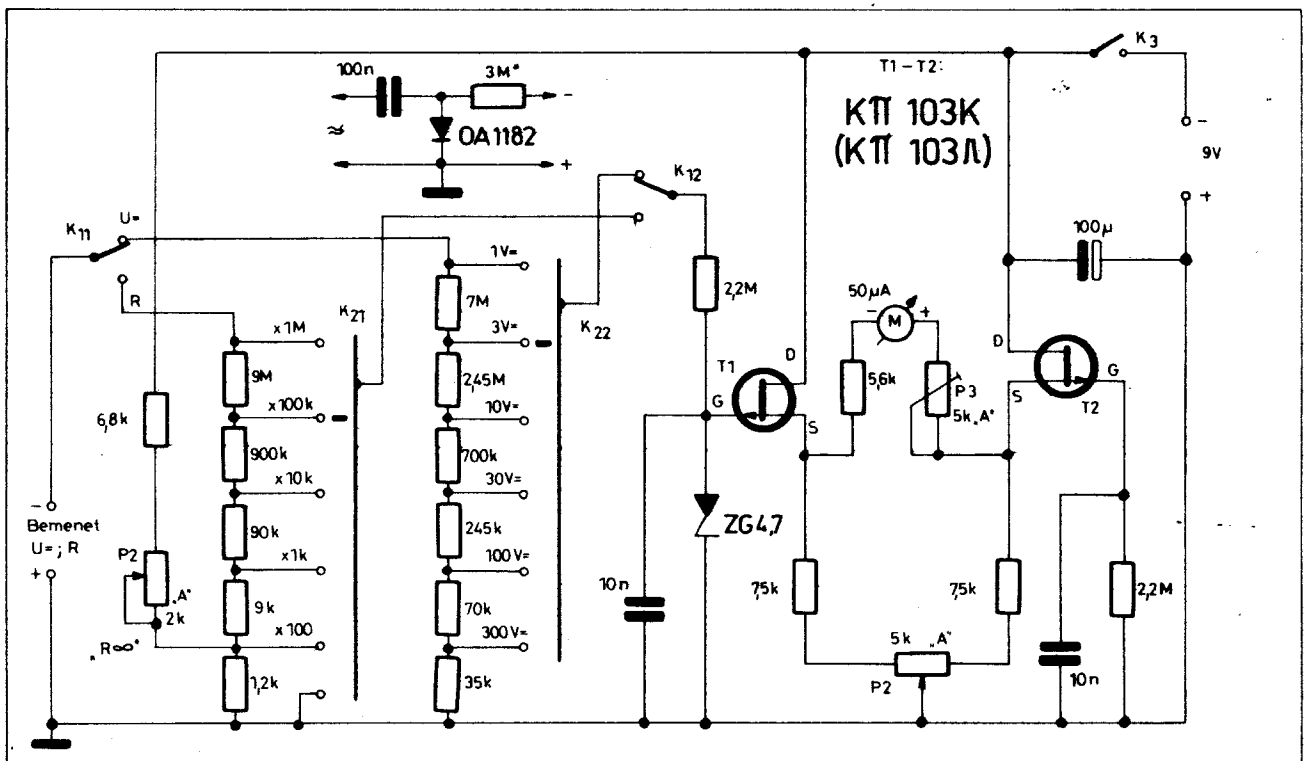 K3
T1-T2:
КП 103К
(КП 103Л)
-
9V
+
100n
3M*
-
≈
OA1182
+
K12
K11
U=
R
1V=
7M
3V=
2,45M
10V=
700k
30V=
245k
100V=
70k
300V=
35k
K22
K21
x1M
9M
x100k
900k
x10k
90k
x1k
9k
x100
1,2k
6,8k
P2
„A"
2k
„R∞"
-
Bemenet
U=; R
+
2,2M
T1
D
G
S
ZG4,7
10n
50µA
-
M
+
5,6k
P3
5k„A"
100µ
D
G
S
T2
7,5k
7,5k
5k „A"
P2
2,2M
10n